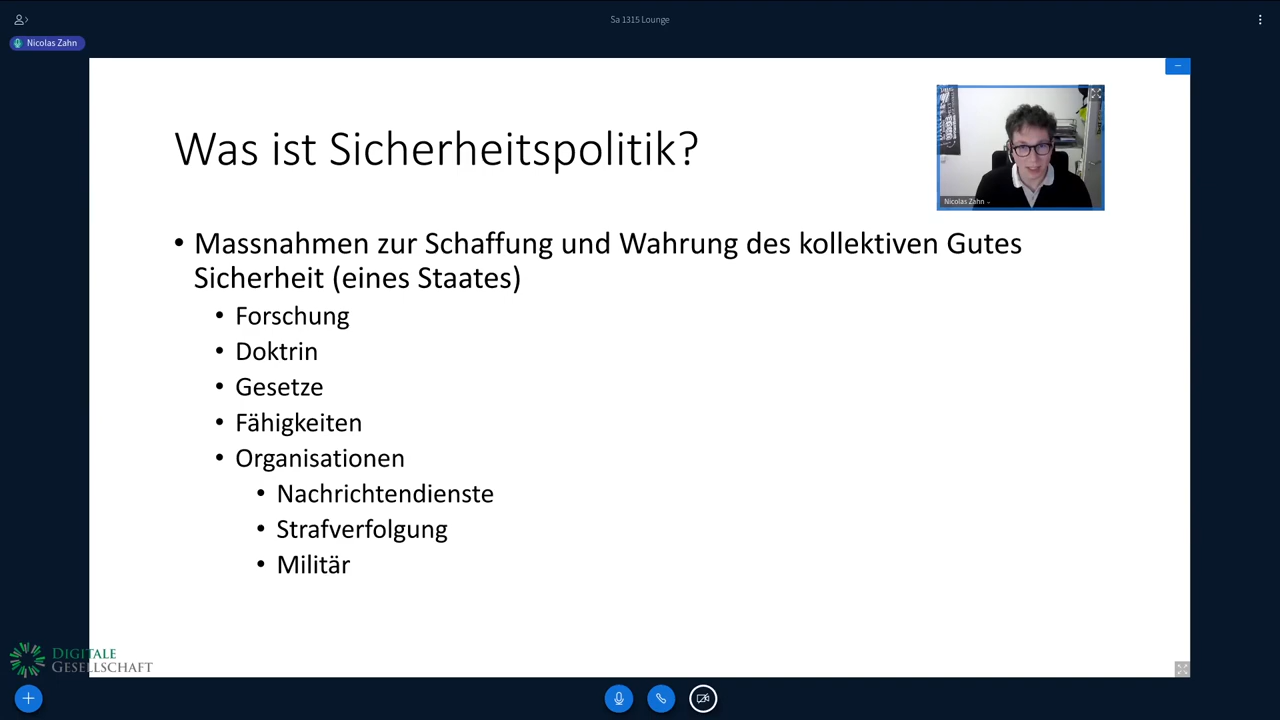 Sa 1315 Lounge
Nicolas Zahn
Was ist Sicherheitspolitik?
Nicolas Zahn
• Massnahmen zur Schaffung und Wahrung des kollektiven Gutes
Sicherheit (eines Staates)
• Forschung
• Doktrin
• Gesetze
• Fähigkeiten
• Organisationen
• Nachrichtendienste
• Strafverfolgung
• Militär
DIGITALE
GESELLSCHAFT